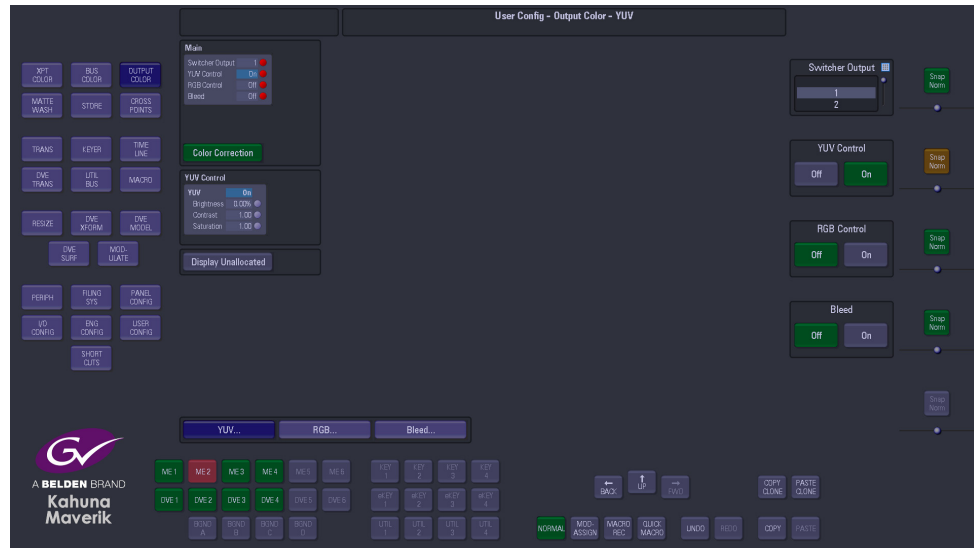 User Config - Output Color - YUV
XPT COLOR
BUS COLOR
OUTPUT COLOR
MATTE WASH
STORE
CROSS POINTS
TRANS
KEYER
TIME LINE
DVE TRANS
UTIL BUS
MACRO
RESIZE
DVE XFORM
DVE MODEL
DVE SURF
MOD- ULATE
PERIPH
FILING SYS
PANEL CONFIG
I/O CONFIG
ENG CONFIG
USER CONFIG
SHORT CUTS
Main
Switcher Output 1
YUV Control On
RGB Control Off
Bleed Off
Color Correction
YUV Control
YUV On
Brightness 0.00%
Contrast 1.00
Saturation 1.00
Display Unallocated
Switcher Output
1
2
Snap Norm
YUV Control
Off On
Snap Norm
RGB Control
Off On
Snap Norm
Bleed
Off On
Snap Norm
Snap Norm
YUV... RGB... Bleed...
GV
A BELDEN BRAND
Kahuna
Maverik
ME 1 ME 2 ME 3 ME 4 ME 5 ME 6
DVE 1 DVE 2 DVE 3 DVE 4 DVE 5 DVE 6
BGND A BGND B BGND C BGND D
KEY 1 KEY 2 KEY 3 KEY 4
UTIL 1 UTIL 2 UTIL 3 UTIL 4
BACK UP FWD
COPY CLONE PASTE CLONE
NORMAL MOD- ASSIGN MACRO REC QUICK MACRO UNDO REDO COPY PASTE